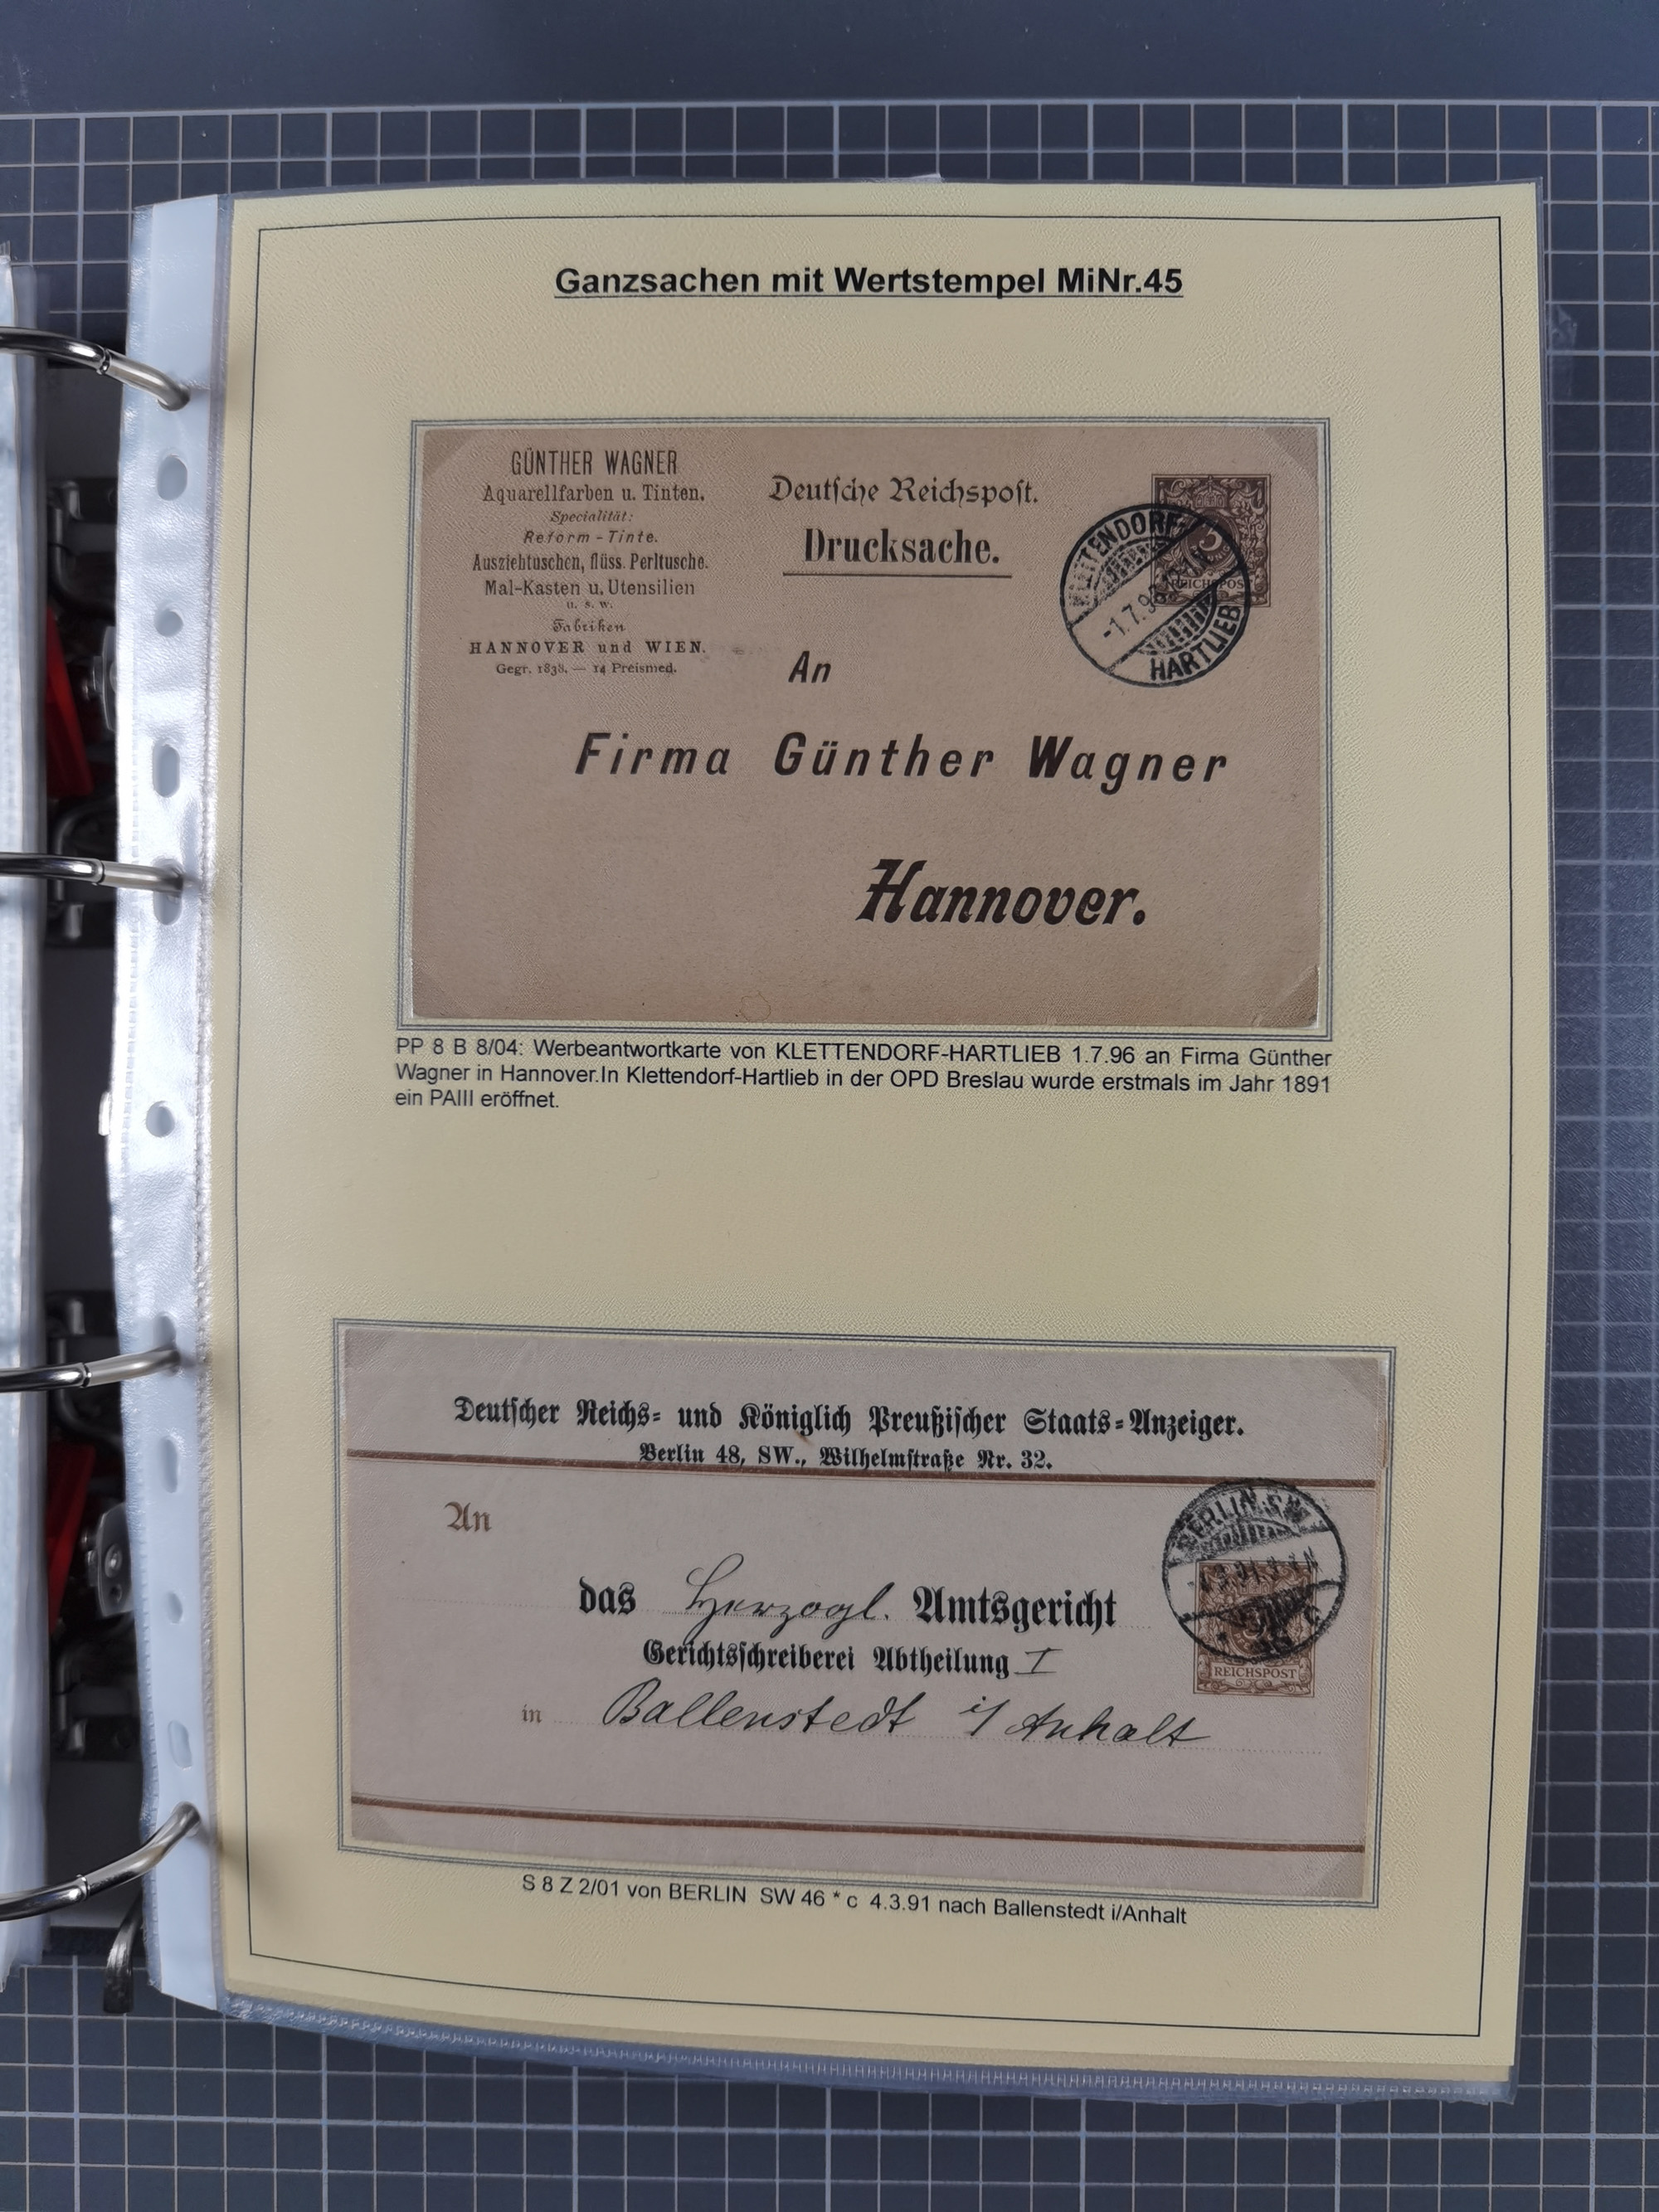 Ganzsachen mit Wertstempel MiNr.45
GÜNTHER WAGNER
Aquarellfarben u. Tinten.
Specialität:
Reform-Tinte.
Ausziehtuschen, flüss. Perltusche.
Mal-Kasten u. Utensilien
u. s. w.
Fabriken
HANNOVER und WIEN.
Gegr. 1838. — 14 Preismed.
Deutsche Reichspost.
Drucksache.
3
REICHSPOST
KLETTENDORF-
-1.7.96
HARTLIEB
An
Firma Günther Wagner
Hannover.
PP 8 B 8/04: Werbeantwortkarte von KLETTENDORF-HARTLIEB 1.7.96 an Firma Günther
Wagner in Hannover.In Klettendorf-Hartlieb in der OPD Breslau wurde erstmals im Jahr 1891
ein PAIII eröffnet.
Deutscher Reichs- und Königlich Preußischer Staats-Anzeiger.
Berlin 48, SW., Wilhelmstraße Nr. 32.
An
BERLIN SW
das Herzogl. Amtsgericht
Gerichtsschreiberei Abtheilung I
REICHSPOST
in Ballenstedt i/Anhalt
S 8 Z 2/01 von BERLIN SW 46 * c 4.3.91 nach Ballenstedt i/Anhalt